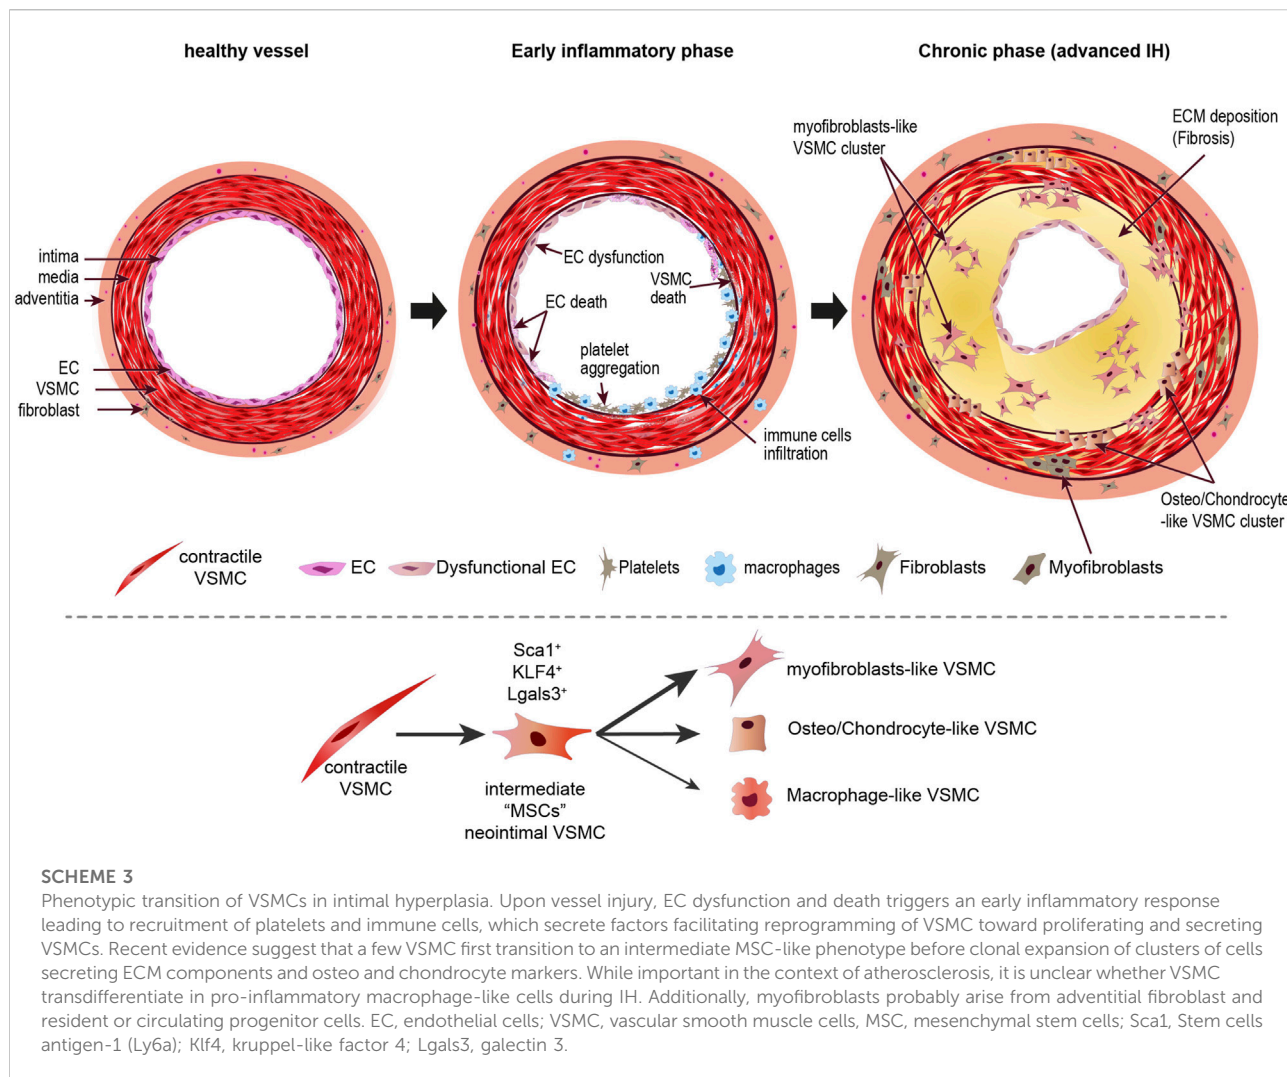 healthy vessel
Early inflammatory phase
Chronic phase (advanced IH)
intima
media
adventitia
EC
VSMC
fibroblast
EC dysfunction
VSMC
death
EC death
platelet
aggregation
immune cells
infiltration
myofibroblasts-like
VSMC cluster
ECM deposition
(Fibrosis)
Osteo/Chondrocyte
-like VSMC cluster
contractile
VSMC
EC
Dysfunctional EC
Platelets
macrophages
Fibroblasts
Myofibroblasts
Sca1⁺
KLF4⁺
Lgals3⁺
contractile
VSMC
intermediate
“MSCs”
neointimal VSMC
myofibroblasts-like VSMC
Osteo/Chondrocyte-like VSMC
Macrophage-like VSMC
SCHEME 3
Phenotypic transition of VSMCs in intimal hyperplasia. Upon vessel injury, EC dysfunction and death triggers an early inflammatory response
leading to recruitment of platelets and immune cells, which secrete factors facilitating reprogramming of VSMC toward proliferating and secreting
VSMCs. Recent evidence suggest that a few VSMC first transition to an intermediate MSC-like phenotype before clonal expansion of clusters of cells
secreting ECM components and osteo and chondrocyte markers. While important in the context of atherosclerosis, it is unclear whether VSMC
transdifferentiate in pro-inflammatory macrophage-like cells during IH. Additionally, myofibroblasts probably arise from adventitial fibroblast and
resident or circulating progenitor cells. EC, endothelial cells; VSMC, vascular smooth muscle cells, MSC, mesenchymal stem cells; Sca1, Stem cells
antigen-1 (Ly6a); Klf4, kruppel-like factor 4; Lgals3, galectin 3.